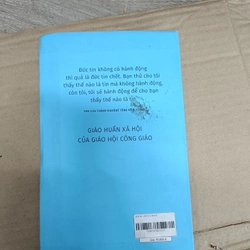 Đức tin không có hành động
thì quả là đức tin chết. Bạn thử cho tôi
thấy thế nào là tin mà không hành động,
còn tôi, tôi sẽ hành động để cho bạn
thấy thế nào là tin
GIÁO HUẤN XÃ HỘI
CỦA GIÁO HỘI CÔNG GIÁO